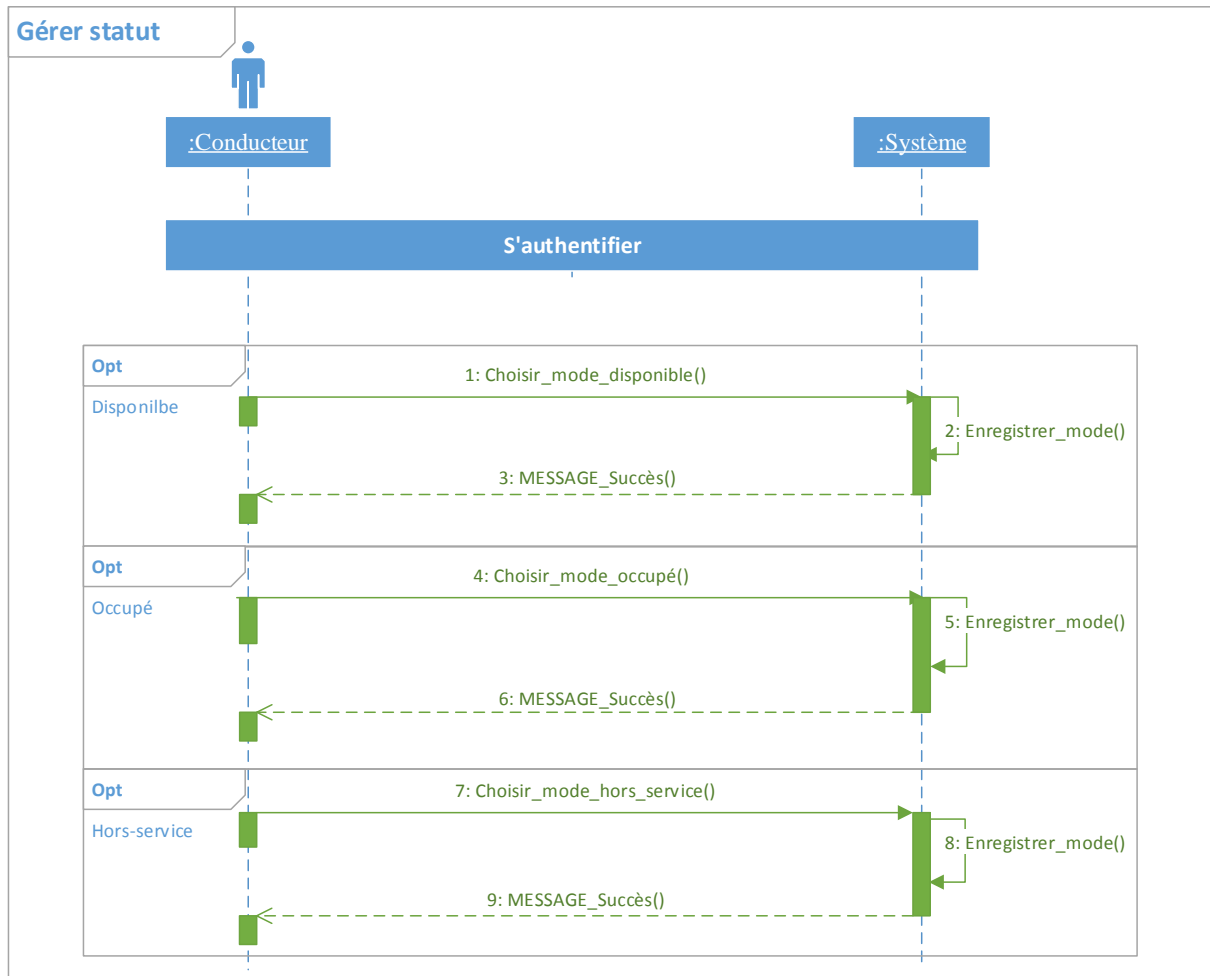 Gérer statut
:Conducteur
:Système
S'authentifier
Opt
1: Choisir_mode_disponible()
Disponilbe
2: Enregistrer_mode()
3: MESSAGE_Succès()
Opt
4: Choisir_mode_occupé()
Occupé
5: Enregistrer_mode()
6: MESSAGE_Succès()
Opt
7: Choisir_mode_hors_service()
Hors-service
8: Enregistrer_mode()
9: MESSAGE_Succès()